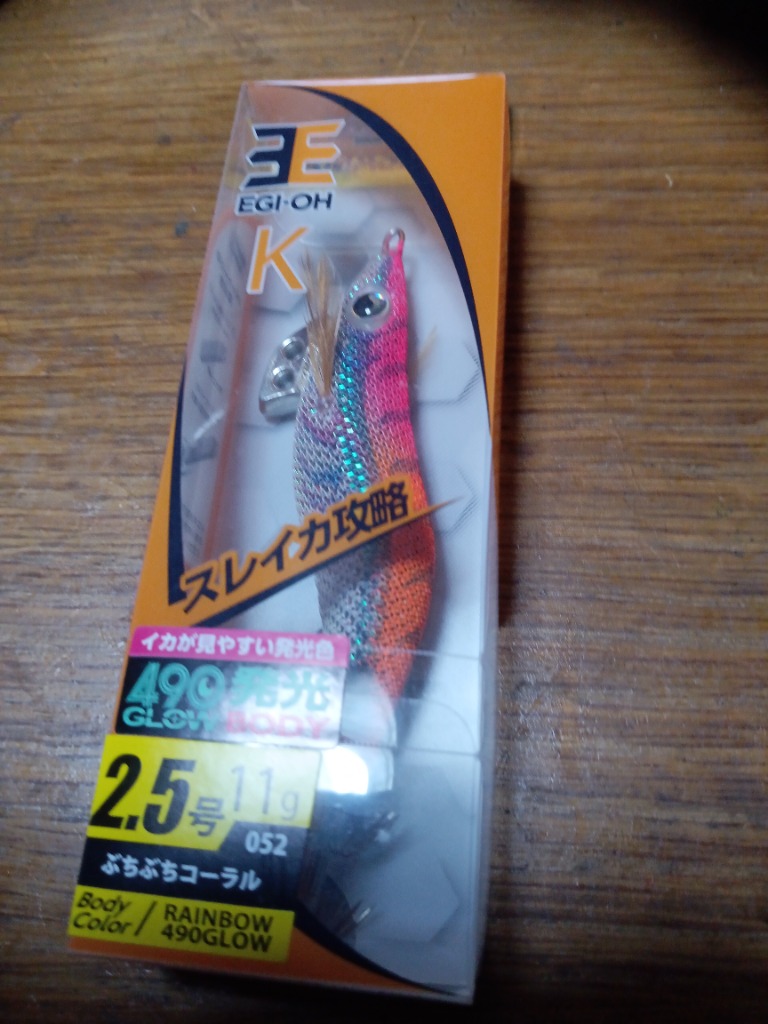 EGI-OH
K
スレイカ攻略
イカが見やすい発光色
490発光
GLOW BODY
2.5号 11g
052
ぶちぶちコーラル
Body Color / RAINBOW
490GLOW